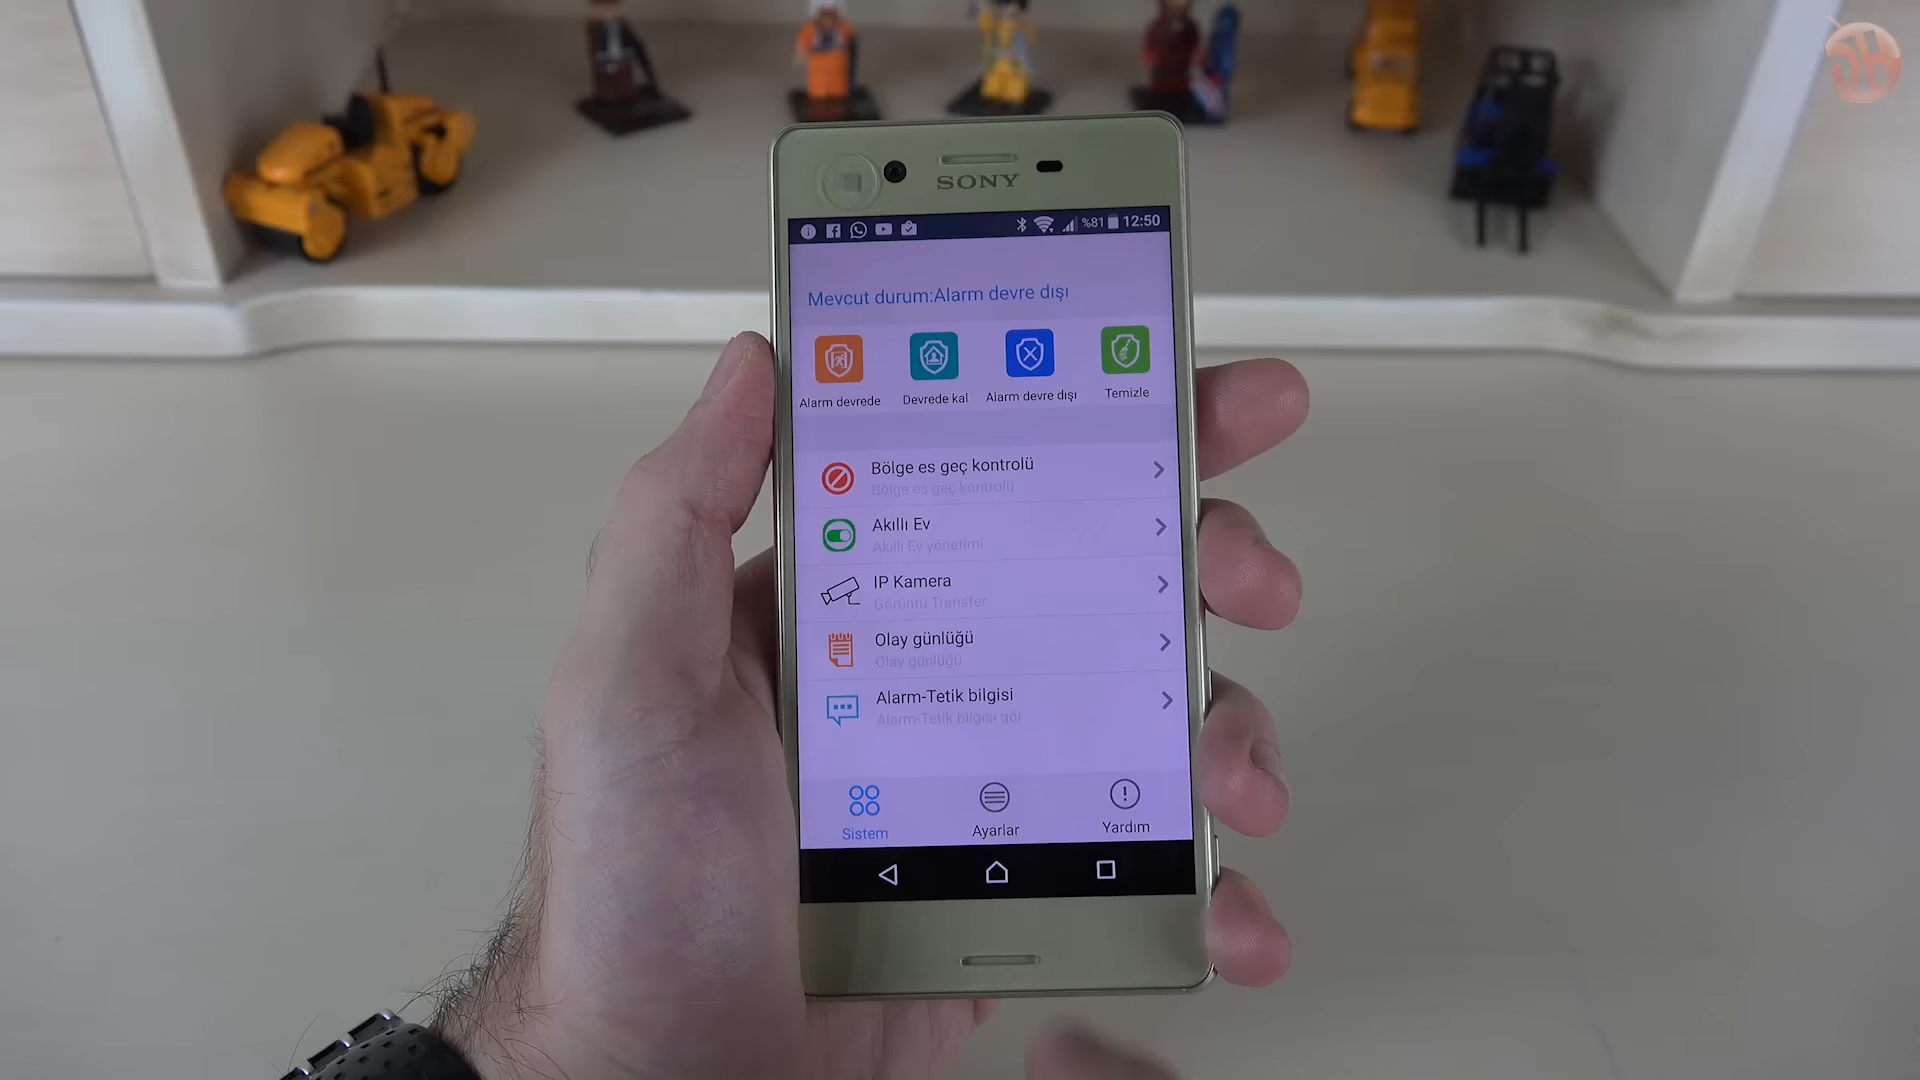 JH
SONY
%81 12:50
Mevcut durum:Alarm devre dışı
Alarm devrede
Devrede kal
Alarm devre dışı
Temizle
Bölge es geç kontrolü
Bölge es geç kontrolü
Akıllı Ev
Akıllı Ev yönetimi
IP Kamera
Görüntü Transfer
Olay günlüğü
Olay günlüğü
Alarm-Tetik bilgisi
Alarm-Tetik bilgisi gör
Sistem
Ayarlar
Yardım